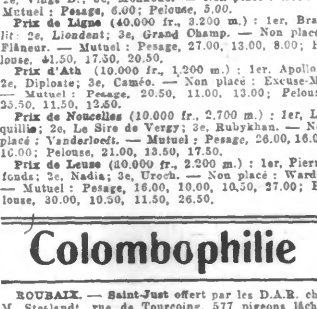 Mutuel : Pesage, 6.00; Pelouse, 5.00.
Prix de Ligne (10.000 fr., 3.200 m.) : 1er, Bra
lit; 2e, Liondent; 3e, Grand Champ. — Non placé
Flâneur. — Mutuel : Pesage, 27.00, 13.00, 8.00; P
louse, 41.50, 17.50, 20.50.
Prix d'Ath (10.000 fr., 1.200 m.) : 1er, Apollo
2e, Diploate; 3e, Caméo. — Non placé : Excuse-M
— Mutuel : Pesage, 20.50, 11.00, 13.00; Pelous
25.50, 11.50, 12.50.
Prix de Noucelles (10.000 fr., 2.700 m.) : 1er, L
quillis; 2e, Le Sire de Vergy; 3e, Rubykhan. — N
placé : Vanderloeft. — Mutuel : Pesage, 26.00, 16.0
10.00; Pelouse, 21.00, 13.50, 17.50.
Prix de Leuse (10.000 fr., 2.200 m.) : 1er, Pierr
fonds; 2e, Nadia; 3e, Uroch. — Non placé : Ward
— Mutuel : Pesage, 16.00, 10.00, 10.50, 27.00; P
louse, 30.00, 10.50, 11.50, 26.50.
Colombophilie
ROUBAIX. — Saint-Just offert par les D.A.R. ch
M. Steelandt, rue de Tourcoing. 577 pigeons lâch